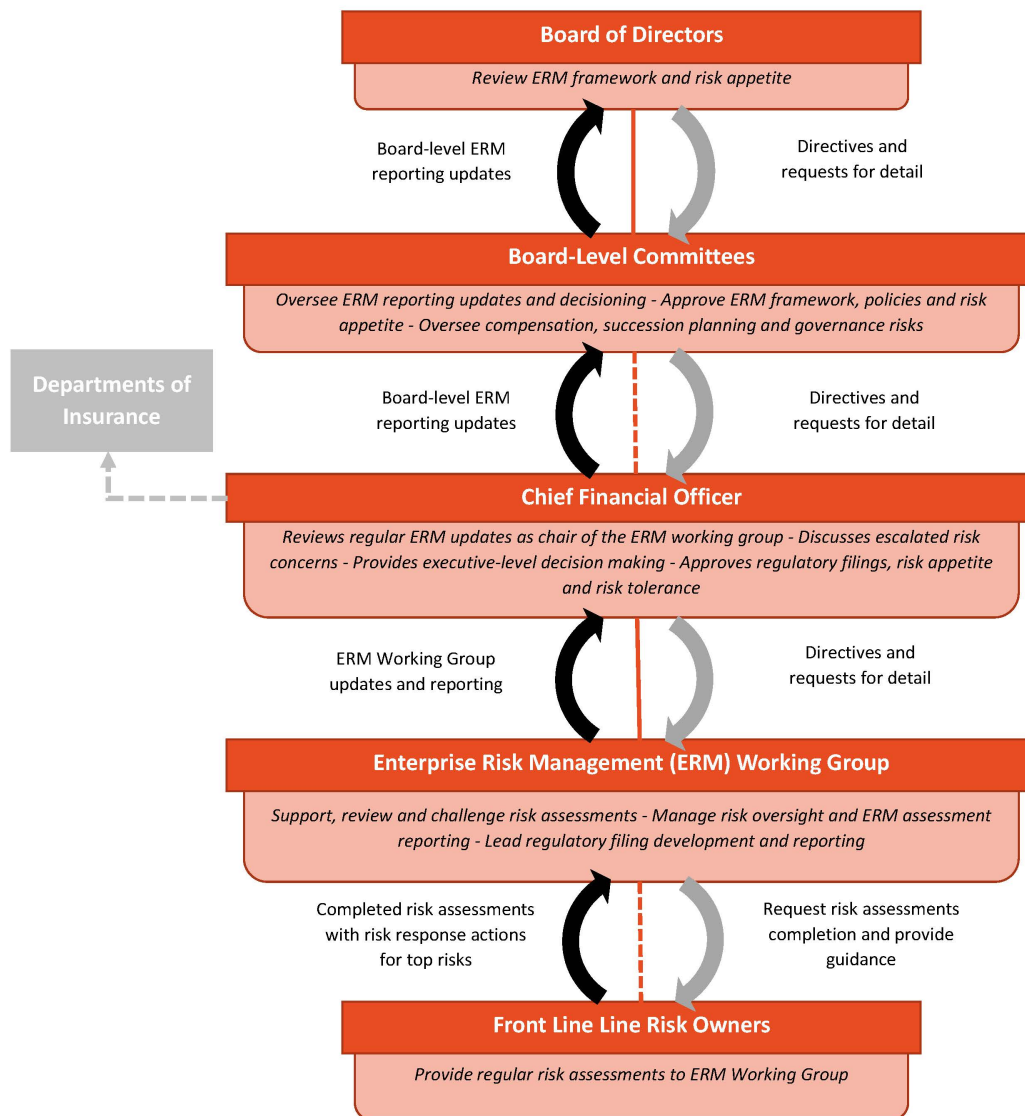 Board of Directors
Review ERM framework and risk appetite
Board-level ERM
reporting updates
Directives and
requests for detail
Board-Level Committees
Oversee ERM reporting updates and decisioning - Approve ERM framework, policies and risk
appetite - Oversee compensation, succession planning and governance risks
Departments of
Insurance
Board-level ERM
reporting updates
Directives and
requests for detail
Chief Financial Officer
Reviews regular ERM updates as chair of the ERM working group - Discusses escalated risk
concerns - Provides executive-level decision making - Approves regulatory filings, risk appetite
and risk tolerance
ERM Working Group
updates and reporting
Directives and
requests for detail
Enterprise Risk Management (ERM) Working Group
Support, review and challenge risk assessments - Manage risk oversight and ERM assessment
reporting - Lead regulatory filing development and reporting
Completed risk assessments
with risk response actions
for top risks
Request risk assessments
completion and provide
guidance
Front Line Line Risk Owners
Provide regular risk assessments to ERM Working Group